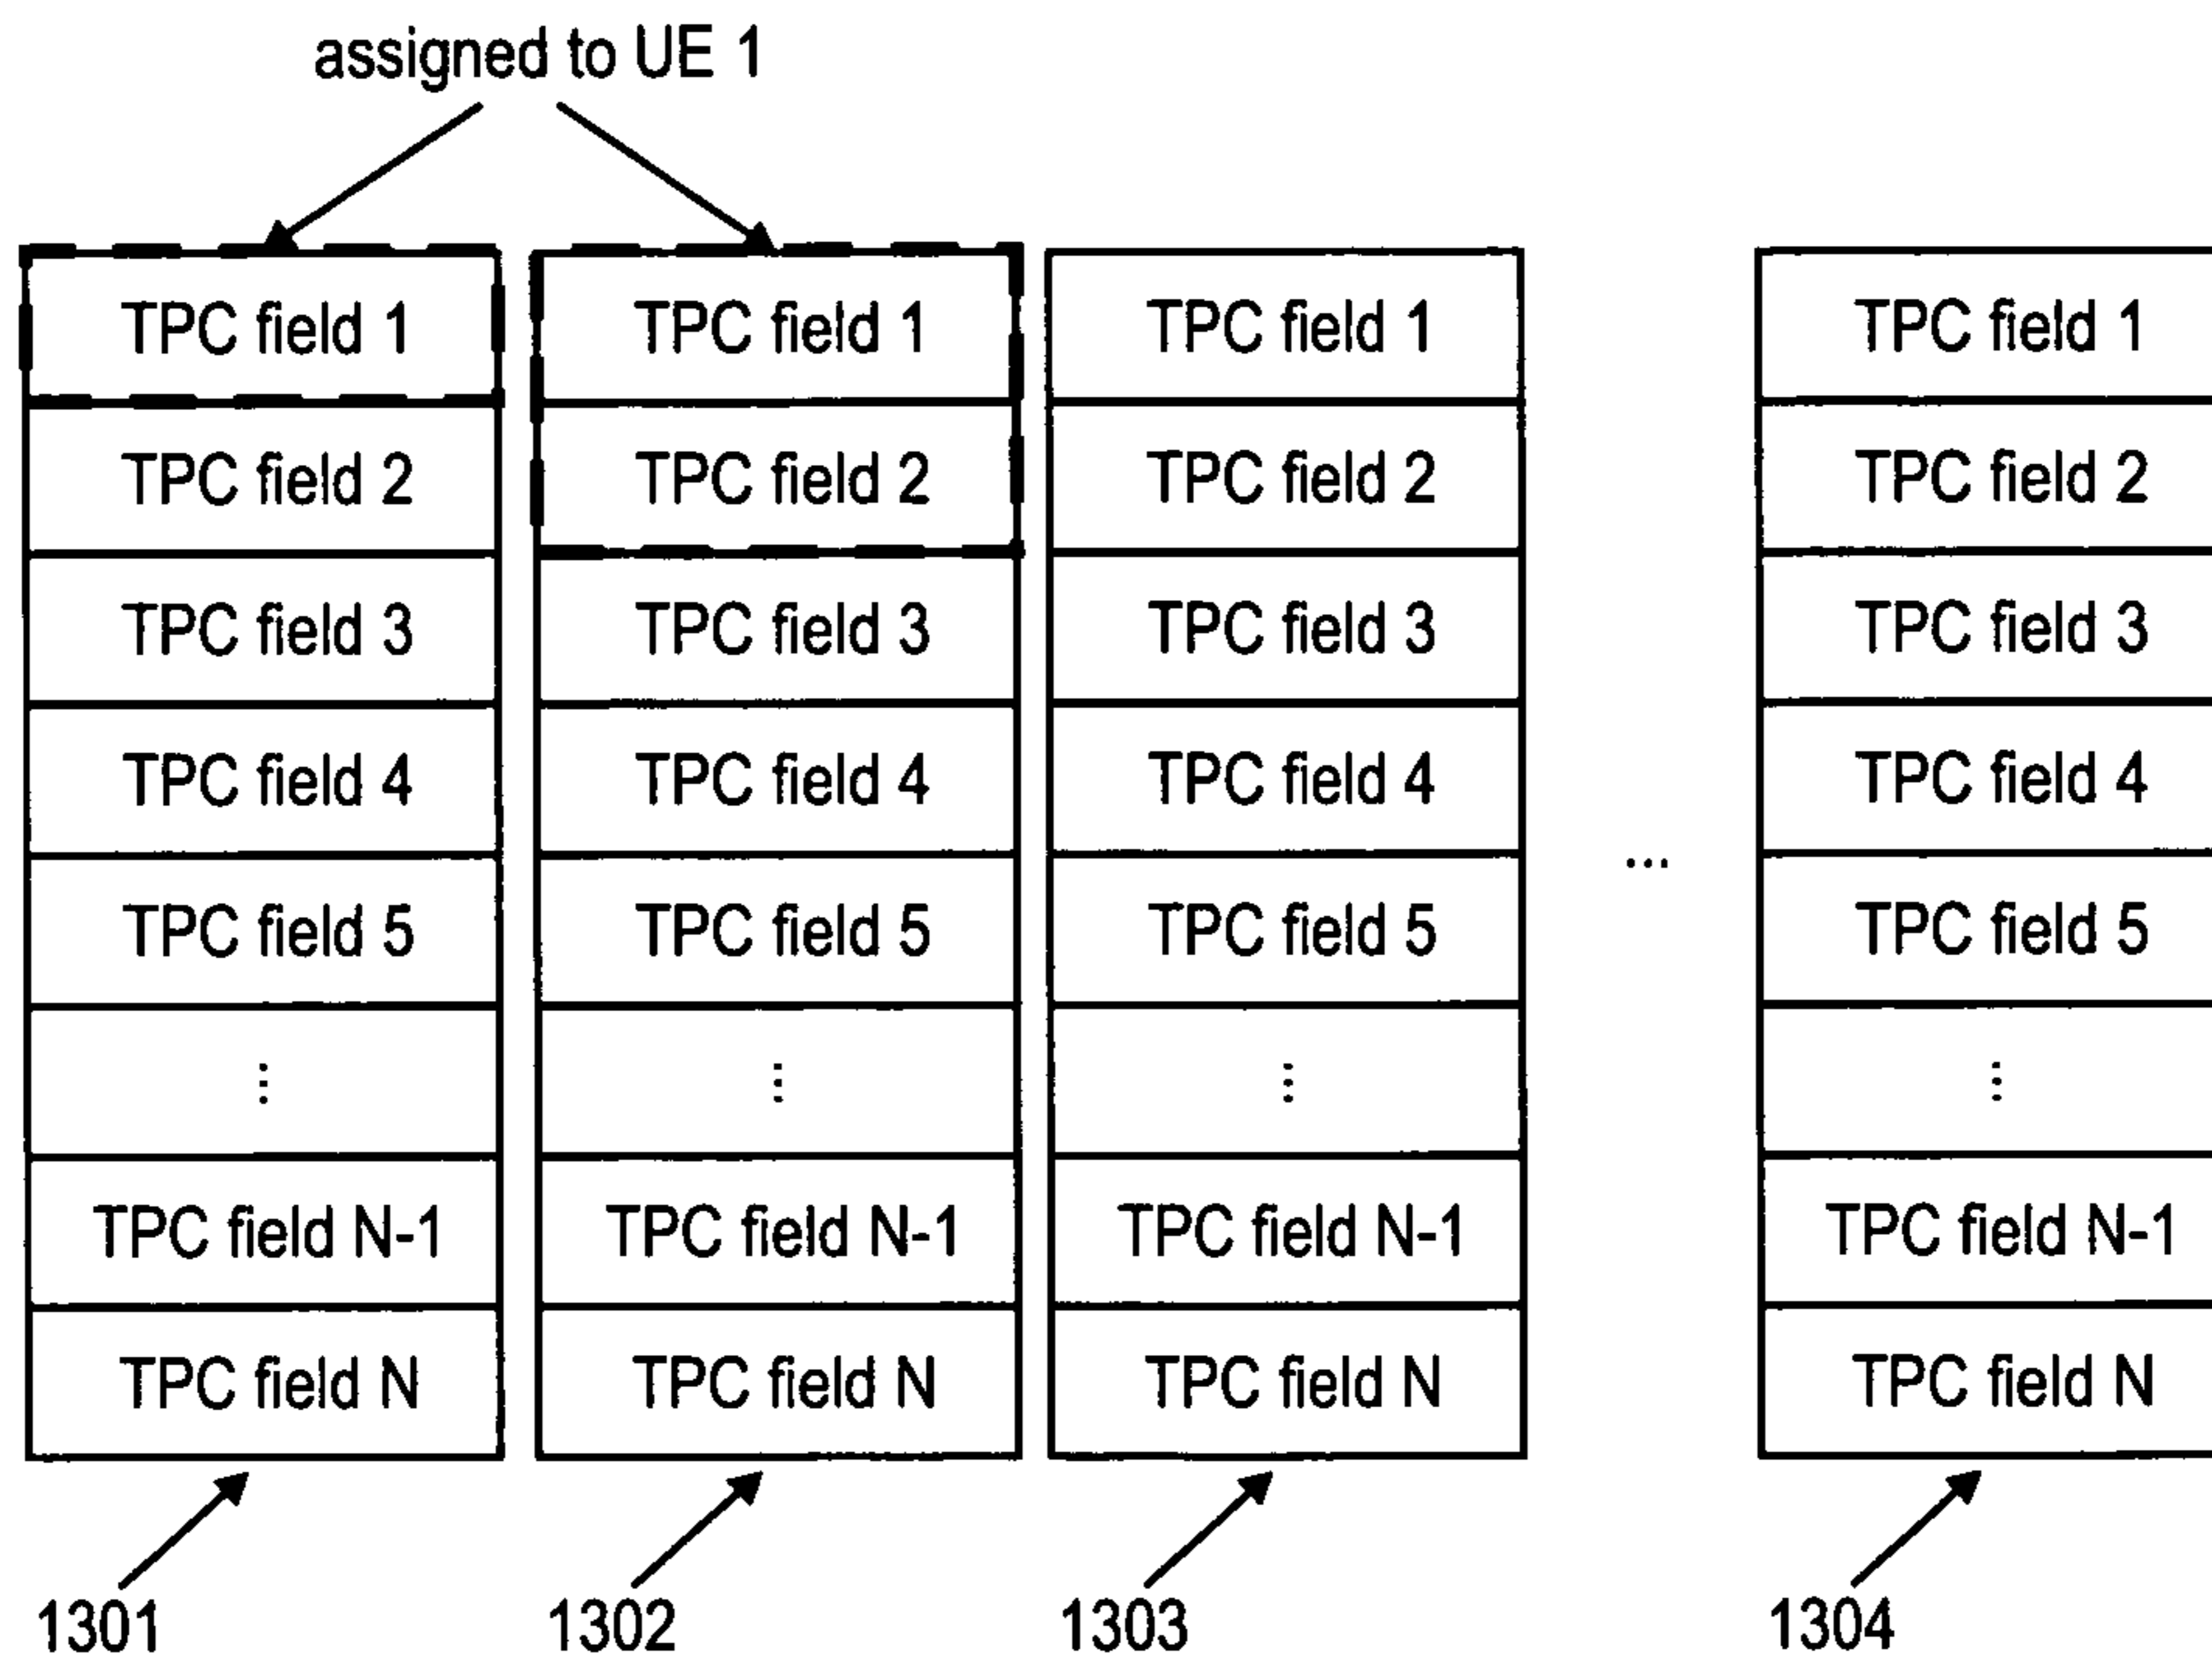 assigned to UE 1
TPC field 1 TPC field 1 TPC field 1 TPC field 1
TPC field 2 TPC field 2 TPC field 2 TPC field 2
TPC field 3 TPC field 3 TPC field 3 TPC field 3
TPC field 4 TPC field 4 TPC field 4 TPC field 4
...
TPC field 5 TPC field 5 TPC field 5 TPC field 5
⋮ ⋮ ⋮ ⋮
TPC field N-1 TPC field N-1 TPC field N-1 TPC field N-1
TPC field N TPC field N TPC field N TPC field N
1301 1302 1303 1304